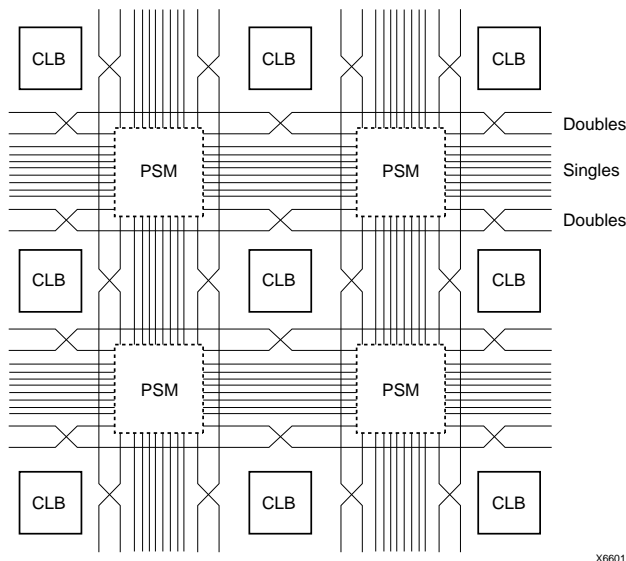 CLB CLB CLB
Doubles
PSM PSM Singles
Doubles
CLB CLB CLB
PSM PSM
CLB CLB CLB
X6601